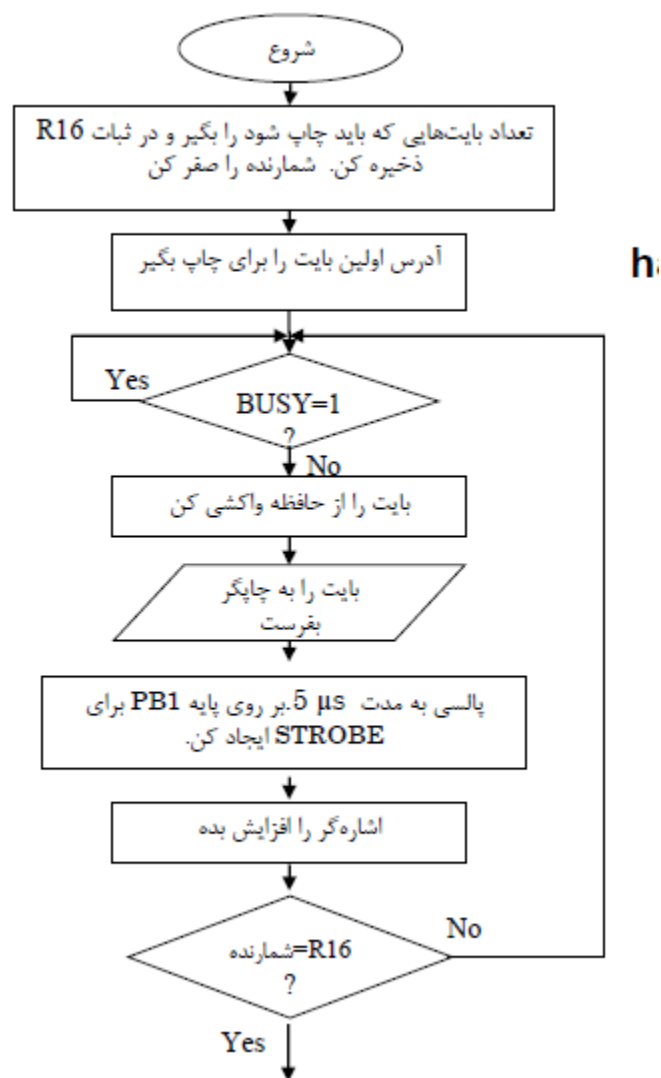 شروع
تعداد بایت‌هایی که باید چاپ شود را بگیر و در ثبات R16
ذخیره کن. شمارنده را صفر کن
آدرس اولین بایت را برای چاپ بگیر
ha
Yes
BUSY=1
?
No
بایت را از حافظه واکشی کن
بایت را به چاپگر
بفرست
پالسی به مدت 5 µs.بر روی پایه PB1 برای
STROBE ایجاد کن.
اشاره‌گر را افزایش بده
No
شمارنده=R16
?
Yes